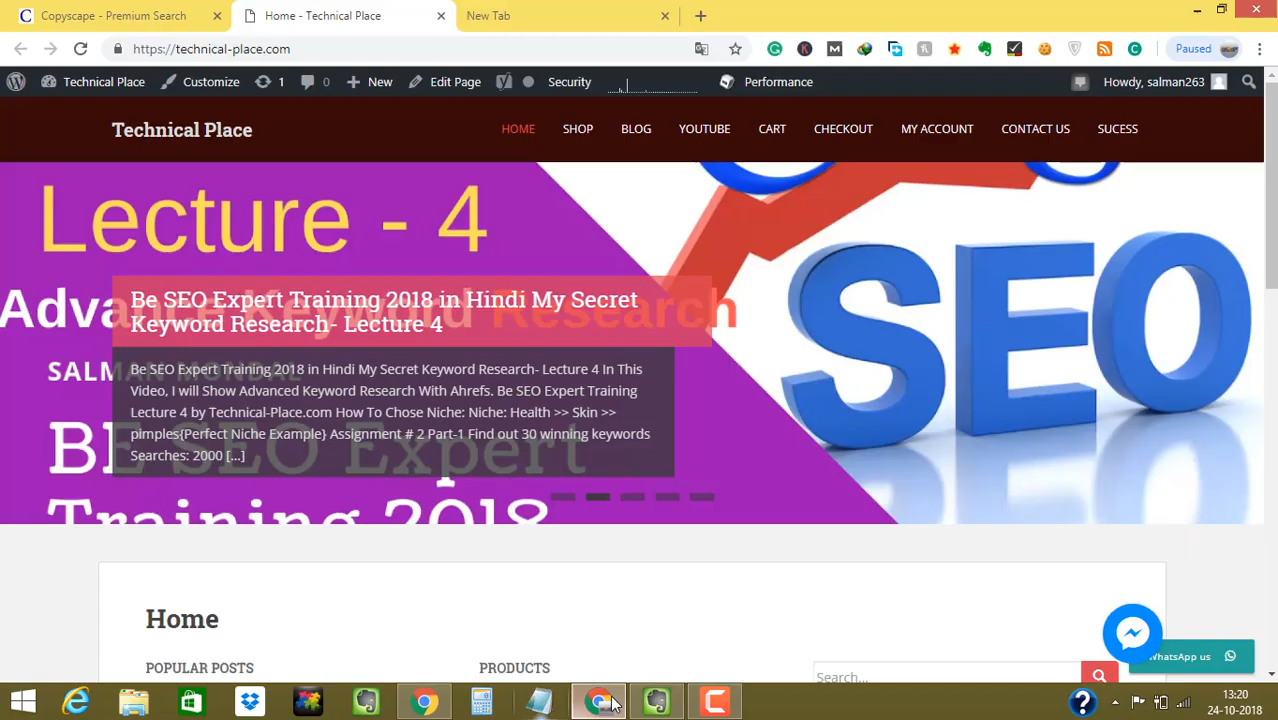 Copyscape - Premium Search
Home - Technical Place
New Tab
https://technical-place.com
Paused
Technical Place
Customize
1
0
New
Edit Page
Security
Performance
Howdy, salman263
Technical Place
HOME
SHOP
BLOG
YOUTUBE
CART
CHECKOUT
MY ACCOUNT
CONTACT US
SUCESS
Lecture - 4
Advance Keyword Research
SALMAN MONDAL
BE SEO Expert
Training 2018
SEO
Be SEO Expert Training 2018 in Hindi My Secret
Keyword Research- Lecture 4
Be SEO Expert Training 2018 in Hindi My Secret Keyword Research- Lecture 4 In This
Video, I will Show Advanced Keyword Research With Ahrefs. Be SEO Expert Training
Lecture 4 by Technical-Place.com How To Chose Niche: Niche: Health >> Skin >>
pimples{Perfect Niche Example} Assignment # 2 Part-1 Find out 30 winning keywords
Searches: 2000 [...]
Home
POPULAR POSTS
PRODUCTS
Search...
WhatsApp us
13:20
24-10-2018